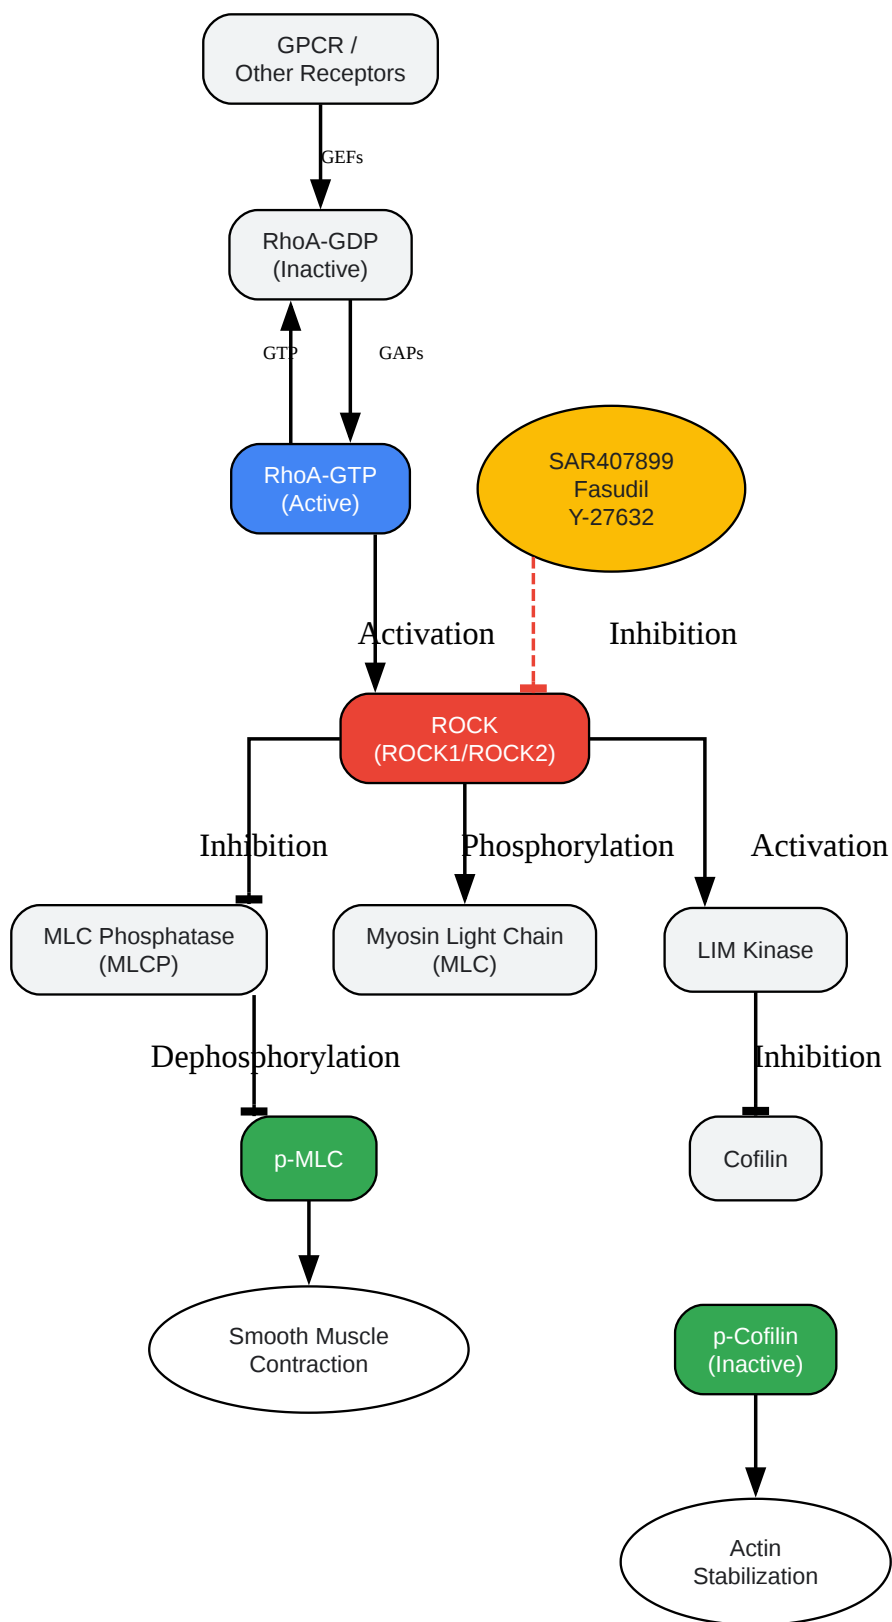 GPCR /
Other Receptors
GEFs
RhoA-GDP
(Inactive)
GTP
GAPs
RhoA-GTP
(Active)
SAR407899
Fasudil
Y-27632
Activation
Inhibition
ROCK
(ROCK1/ROCK2)
Inhibition
Phosphorylation
Activation
MLC Phosphatase
(MLCP)
Myosin Light Chain
(MLC)
LIM Kinase
Dephosphorylation
Inhibition
p-MLC
Cofilin
Smooth Muscle
Contraction
p-Cofilin
(Inactive)
Actin
Stabilization